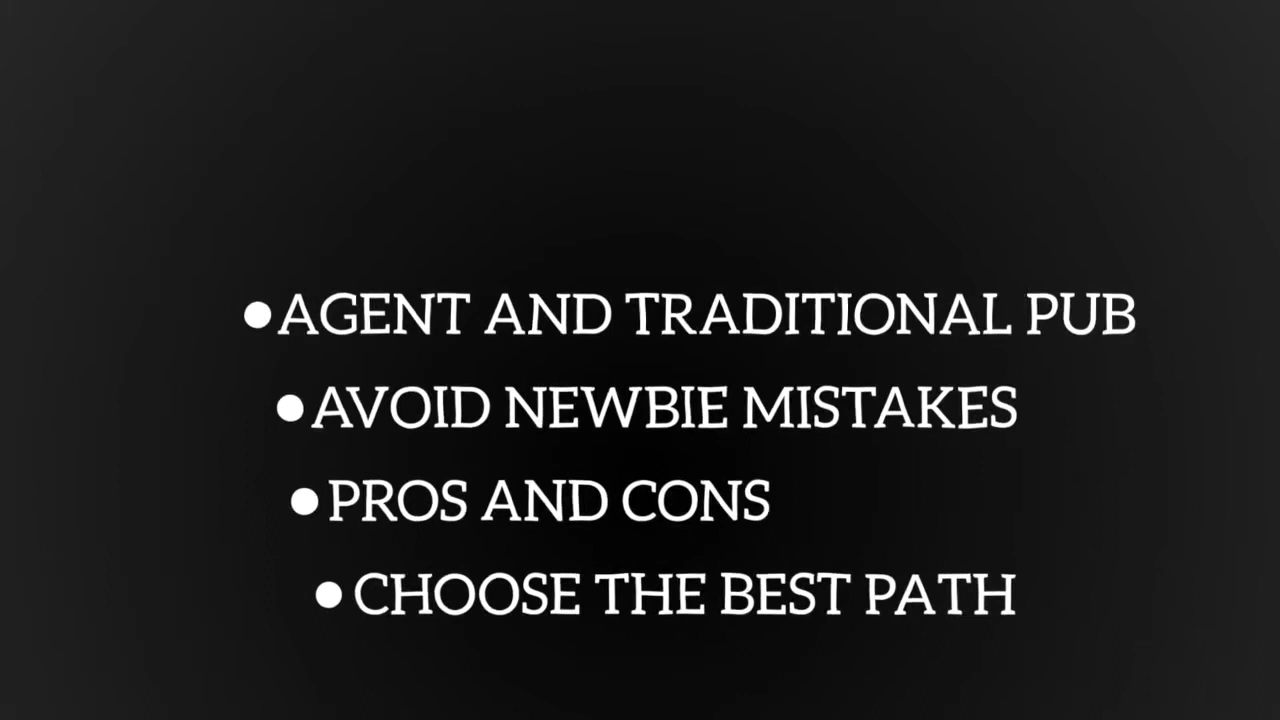 ●AGENT AND TRADITIONAL PUB
●AVOID NEWBIE MISTAKES
●PROS AND CONS
●CHOOSE THE BEST PATH